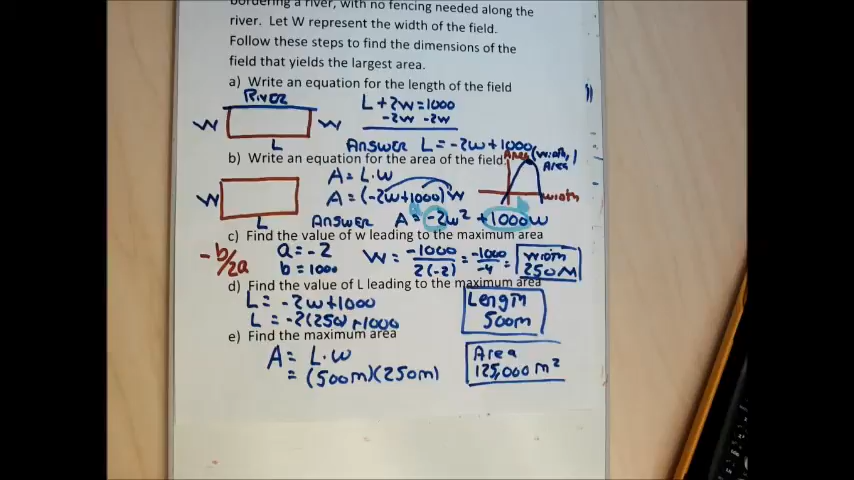 bordering a river, with no fencing needed along the
river. Let W represent the width of the field.
Follow these steps to find the dimensions of the
field that yields the largest area.
a) Write an equation for the length of the field
RIVER
L + 2W = 1000
-2W -2W
W W
L
ANSWER L = -2W + 1000
b) Write an equation for the area of the field.
Area (Width, Area)
A = L · W
A = (-2W + 1000) W
width
W
L
ANSWER A = -2W² + 1000W
c) Find the value of w leading to the maximum area
-b/2a
a = -2
b = 1000
W = -1000/2(-2) = -1000/-4 = Width 250M
d) Find the value of L leading to the maximum area
L = -2W + 1000
L = -2(250) + 1000
Length
500m
e) Find the maximum area
A = L · W
= (500m)(250m)
Area
125,000 m²